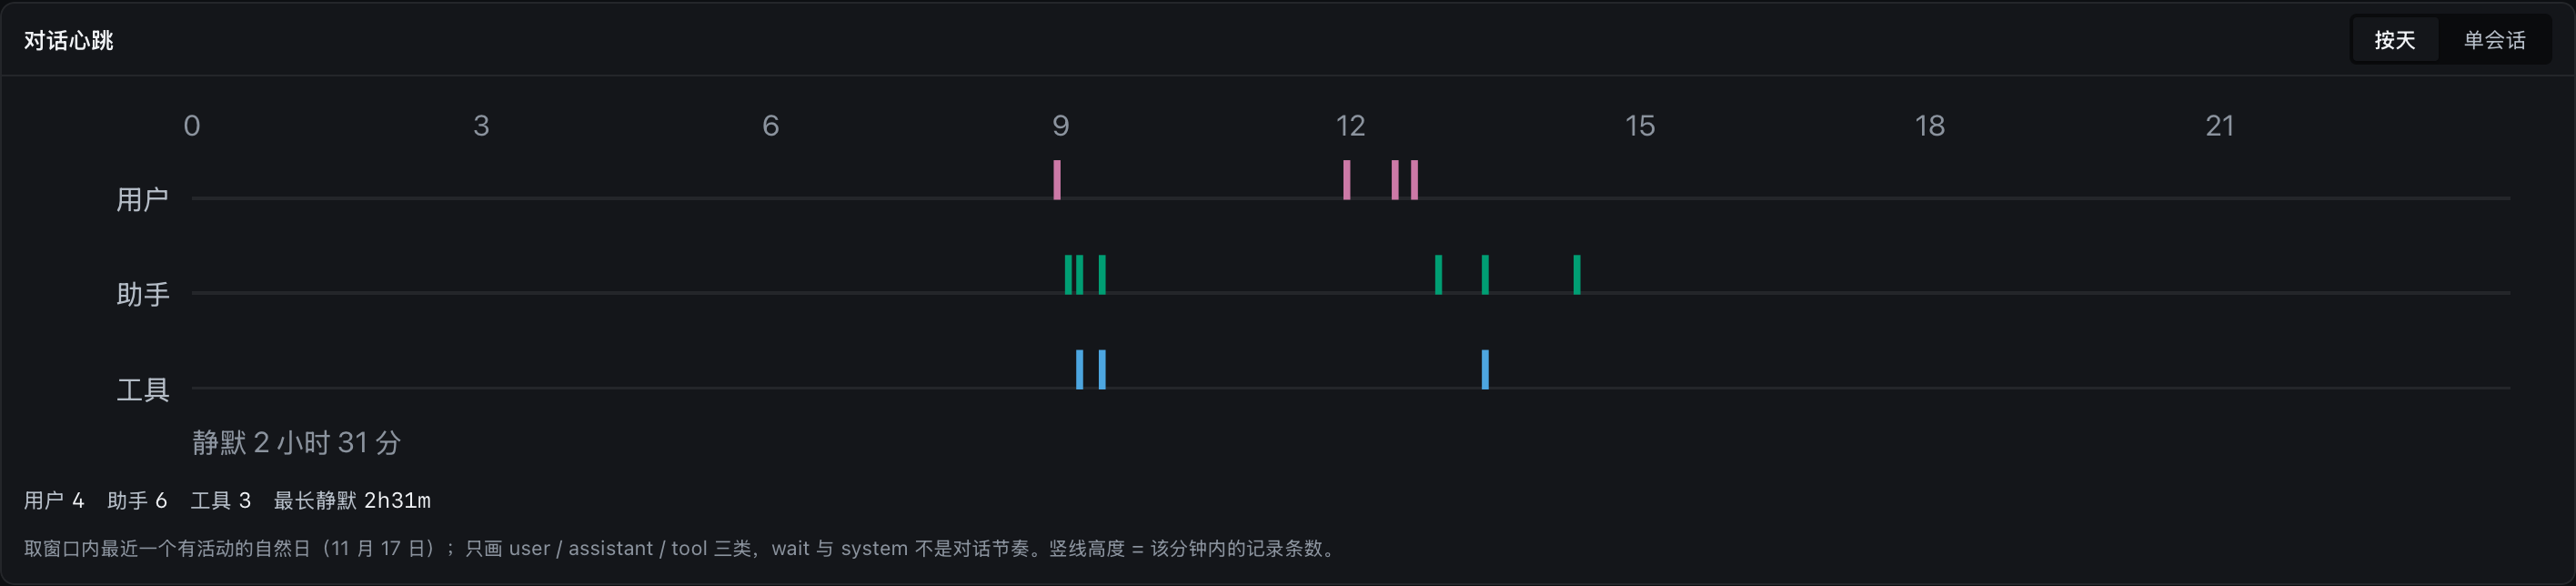 对话心跳
按天 单会话
0 3 6 9 12 15 18 21
用户
助手
工具
静默 2 小时 31 分
用户 4 助手 6 工具 3 最长静默 2h31m
取窗口内最近一个有活动的自然日（11 月 17 日）；只画 user / assistant / tool 三类，wait 与 system 不是对话节奏。竖线高度 = 该分钟内的记录条数。